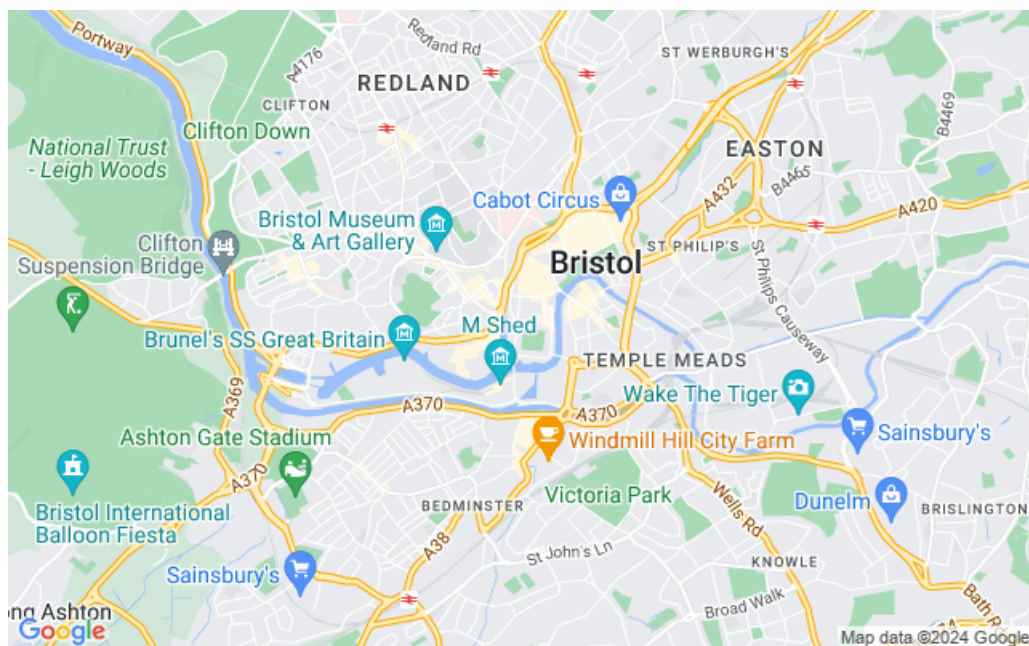 Portway
A4176
Redland Rd
ST WERBURGH'S
REDLAND
CLIFTON
B4469
Clifton Down
National Trust
- Leigh Woods
EASTON
B4465
A432
Cabot Circus
A420
Bristol Museum
& Art Gallery
Clifton
Suspension Bridge
ST PHILIP'S
Bristol
St Philips Causeway
M Shed
Brunel's SS Great Britain
TEMPLE MEADS
A369
Wake The Tiger
A370
A370
Ashton Gate Stadium
Windmill Hill City Farm
Sainsbury's
A370
Bristol International
Balloon Fiesta
BEDMINSTER
Victoria Park
Wells Rd
Dunelm
BRISLINGTON
A38
St John's Ln
KNOWLE
Sainsbury's
Broad Walk
Bath Rd
ong Ashton
Google
Map data ©2024 Google